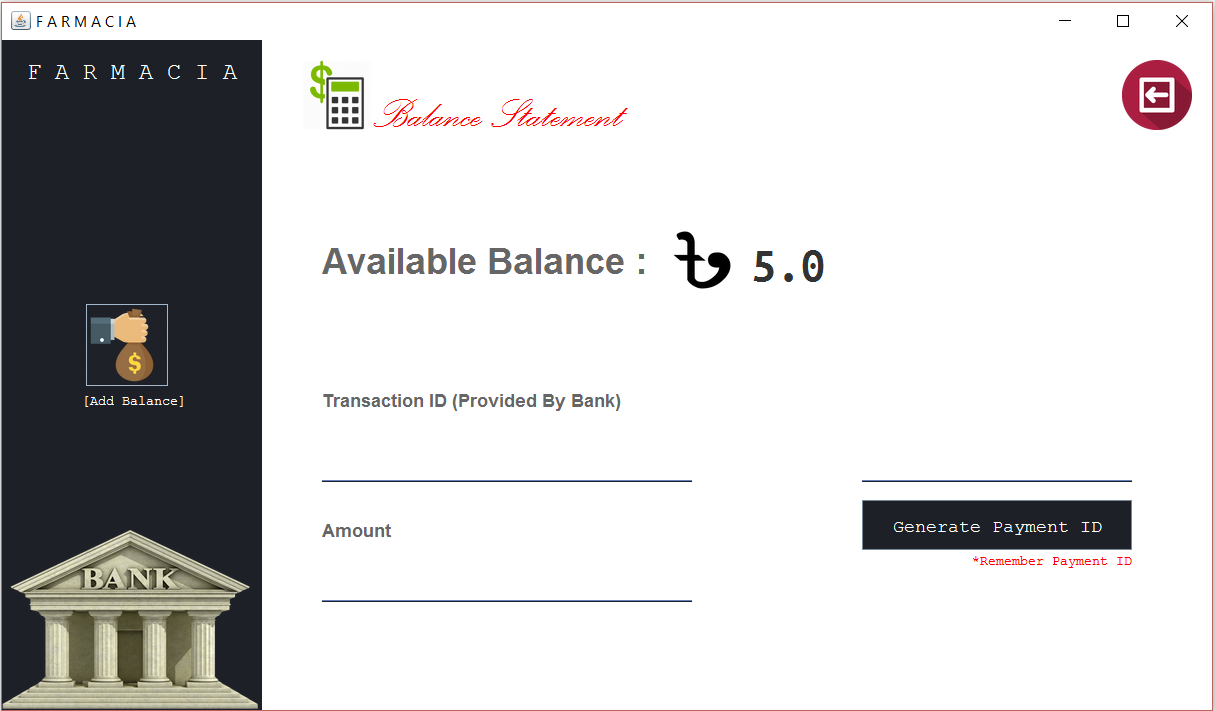 FARMACIA
F A R M A C I A
Balance Statement
Available Balance : ৳ 5.0
$
[Add Balance]
Transaction ID (Provided By Bank)
Amount
Generate Payment ID
*Remember Payment ID
BANK